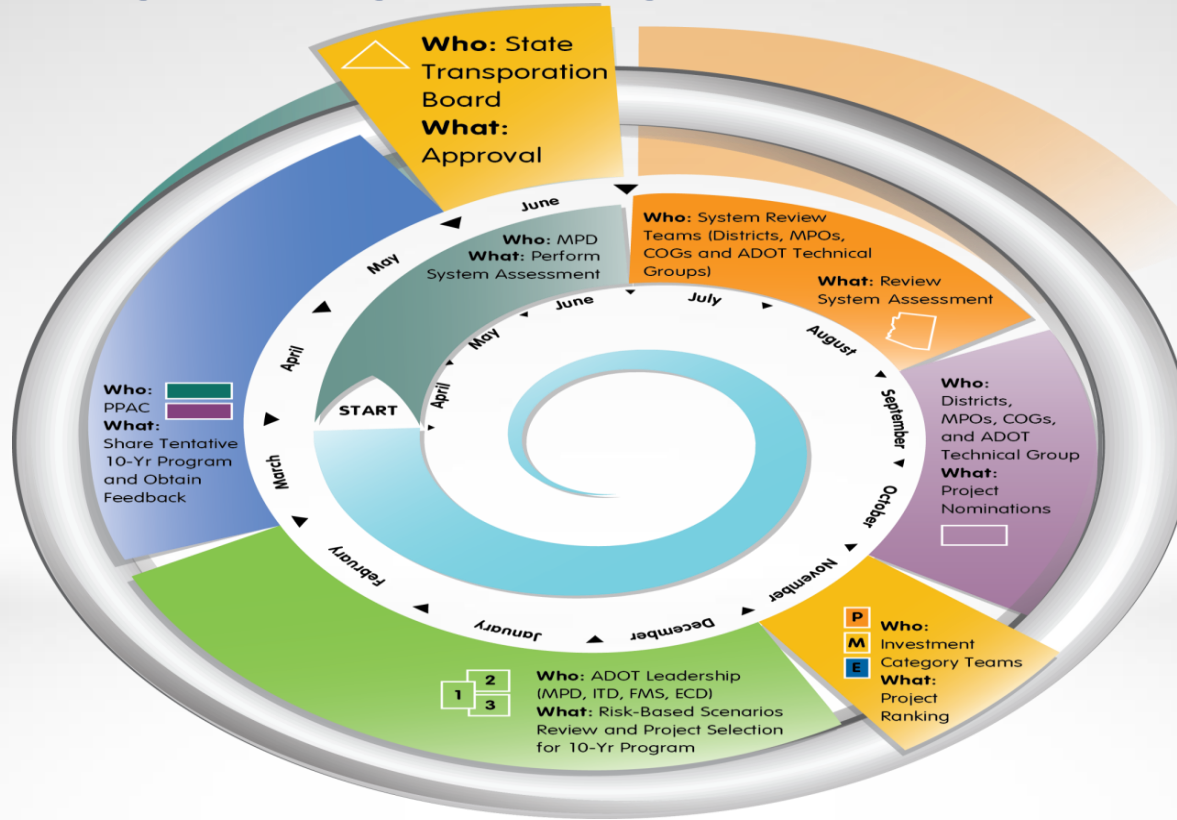 Who: State
Transporation
Board
What:
Approval
Who: MPD
What: Perform
System Assessment
Who: System Review
Teams (Districts, MPOs,
COGs and ADOT Technical
Groups)
What: Review
System Assessment
Who:
Districts,
MPOs, COGs,
and ADOT
Technical Group
What:
Project
Nominations
P
M
E
Who:
Investment
Category Teams
What:
Project
Ranking
1
2
3
Who: ADOT Leadership
(MPD, ITD, FMS, ECD)
What: Risk-Based Scenarios
Review and Project Selection
for 10-Yr Program
Who:
PPAC
What:
Share Tentative
10-Yr Program
and Obtain
Feedback
START
April
May
June
July
August
September
October
November
December
January
February
March
April
May
June